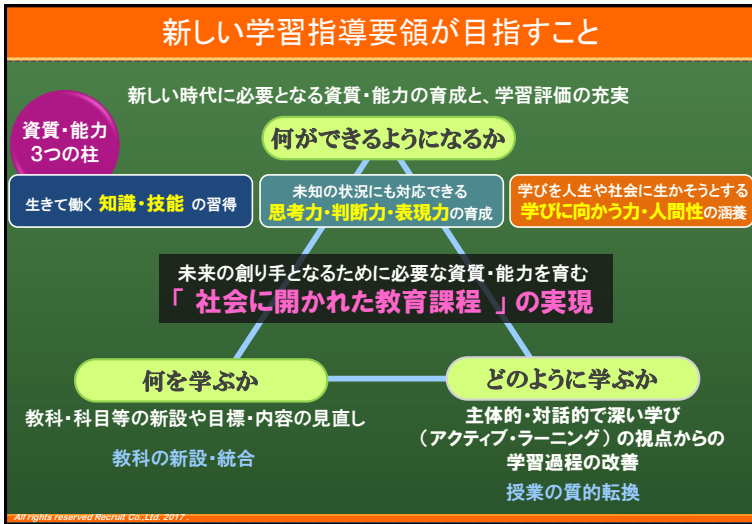 新しい学習指導要領が目指すこと
新しい時代に必要となる資質・能力の育成と、学習評価の充実
資質・能力
3つの柱
何ができるようになるか
生きて働く 知識・技能 の習得
未知の状況にも対応できる
思考力・判断力・表現力の育成
学びを人生や社会に生かそうとする
学びに向かう力・人間性の涵養
未来の創り手となるために必要な資質・能力を育む
「 社会に開かれた教育課程 」の実現
何を学ぶか
教科・科目等の新設や目標・内容の見直し
教科の新設・統合
どのように学ぶか
主体的・対話的で深い学び
（アクティブ・ラーニング）の視点からの
学習過程の改善
授業の質的転換
All rights reserved Recruit Co.,Ltd. 2017 .